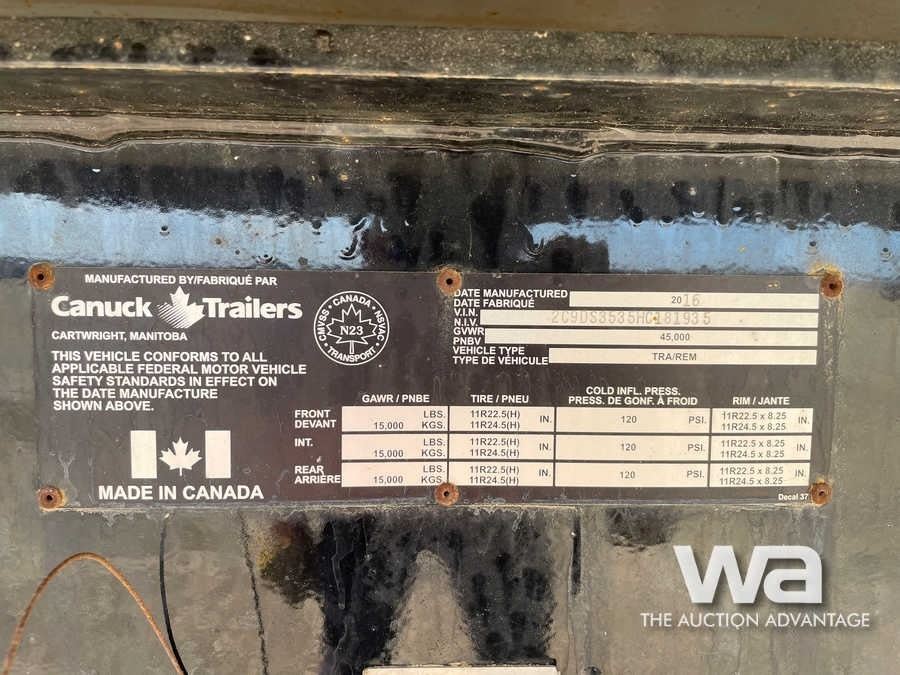 MANUFACTURED BY/FABRIQUÉ PAR
Canuck Trailers
CARTWRIGHT, MANITOBA
THIS VEHICLE CONFORMS TO ALL
APPLICABLE FEDERAL MOTOR VEHICLE
SAFETY STANDARDS IN EFFECT ON
THE DATE MANUFACTURE
SHOWN ABOVE.
MADE IN CANADA
CANADA
CMVSS • NSVAC
N23
TRANSPORT
DATE MANUFACTURED
DATE FABRIQUÉ 2016
V.I.N.
N.I.V. 2C9DS3535HC181935
GVWR
PNBV 45,000
VEHICLE TYPE
TYPE DE VÉHICULE TRA/REM
GAWR / PNBE TIRE / PNEU COLD INFL. PRESS. PRESS. DE GONF. À FROID RIM / JANTE
FRONT LBS. 11R22.5(H) 11R22.5 x 8.25
DEVANT 15,000 KGS. 11R24.5(H) IN. 120 PSI. 11R24.5 x 8.25 IN.
INT. LBS. 11R22.5(H) 11R22.5 x 8.25
15,000 KGS. 11R24.5(H) IN. 120 PSI. 11R24.5 x 8.25 IN.
REAR LBS. 11R22.5(H) 11R22.5 x 8.25
ARRIÈRE 15,000 KGS. 11R24.5(H) IN. 120 PSI. 11R24.5 x 8.25 IN.
Decal 37
wa
THE AUCTION ADVANTAGE